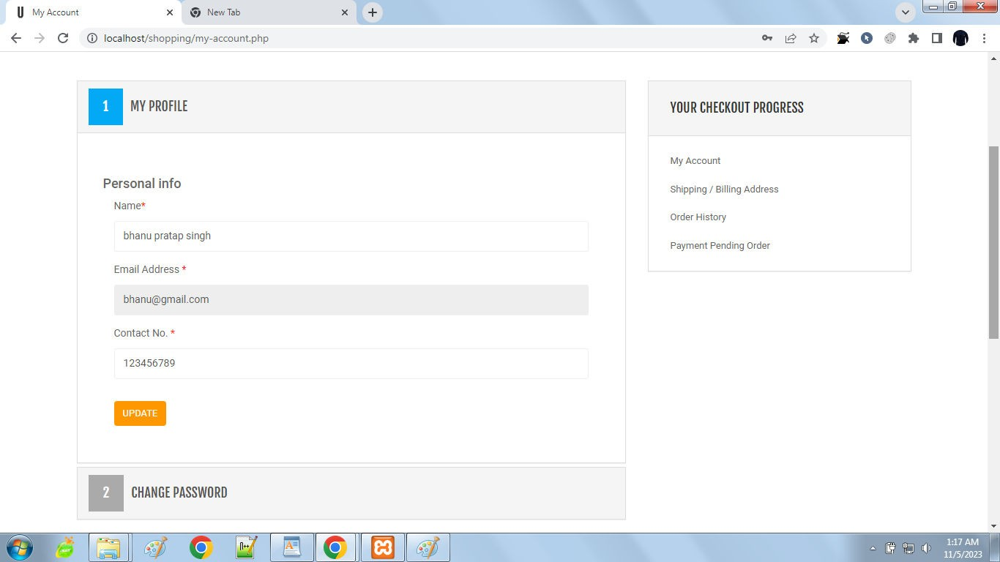 My Account
New Tab
localhost/shopping/my-account.php
1 MY PROFILE
Personal info
Name*
bhanu pratap singh
Email Address *
bhanu@gmail.com
Contact No. *
123456789
UPDATE
2 CHANGE PASSWORD
YOUR CHECKOUT PROGRESS
My Account
Shipping / Billing Address
Order History
Payment Pending Order
1:17 AM
11/5/2023